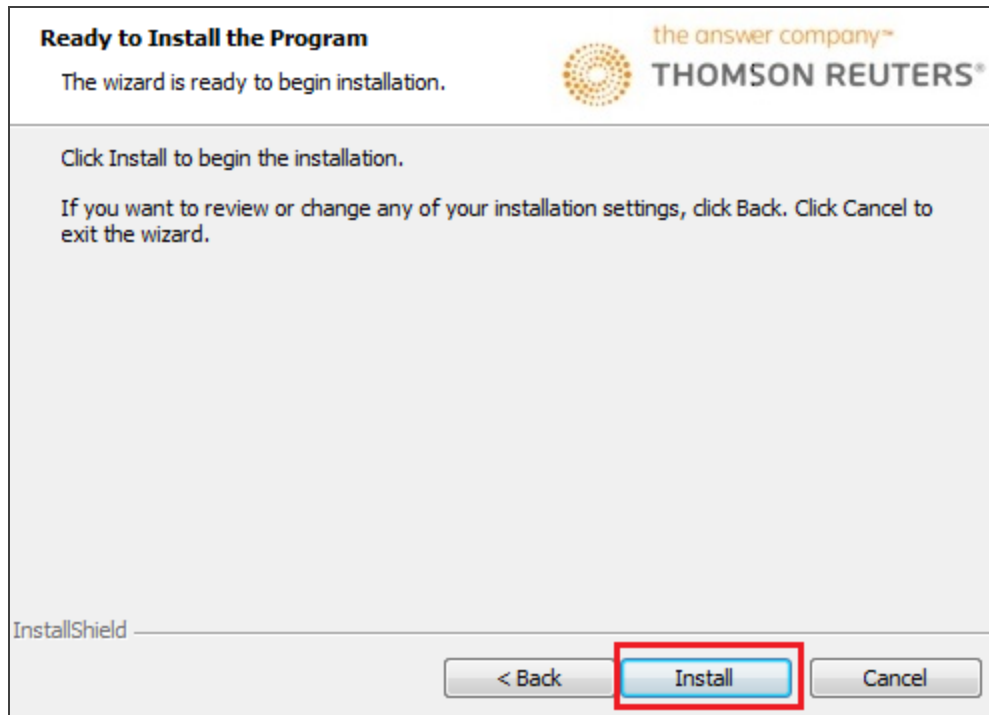 Ready to Install the Program
The wizard is ready to begin installation.
the answer company™
THOMSON REUTERS®
Click Install to begin the installation.
If you want to review or change any of your installation settings, click Back. Click Cancel to
exit the wizard.
InstallShield
< Back
Install
Cancel